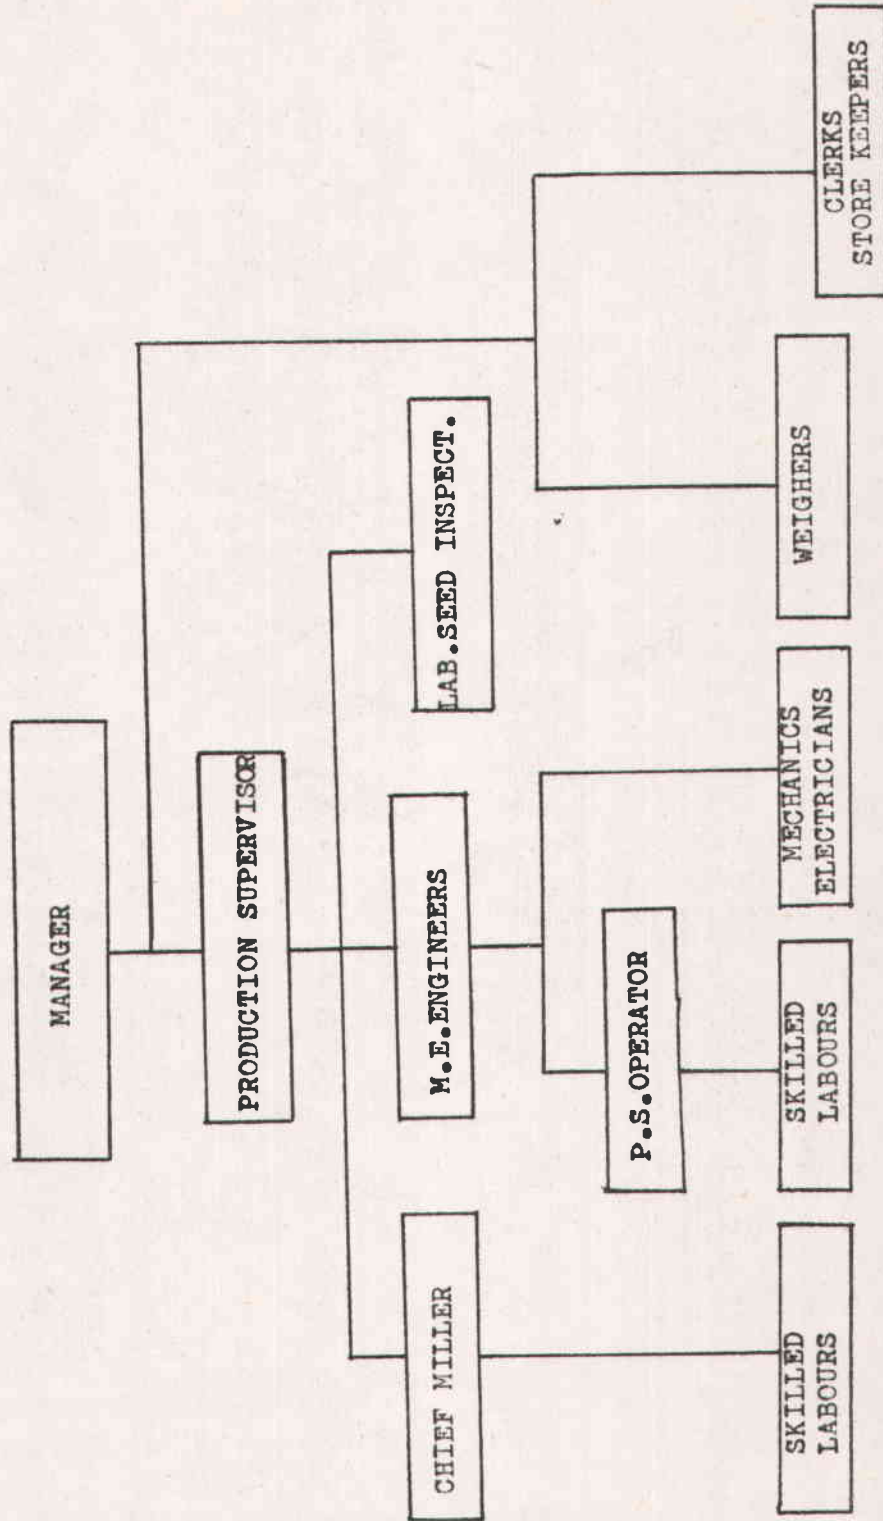 MANAGER
PRODUCTION SUPERVISOR
CHIEF MILLER
M.E.ENGINEERS
LAB.SEED INSPECT.
P.S.OPERATOR
SKILLED
LABOURS
SKILLED
LABOURS
MECHANICS
ELECTRICIANS
WEIGHERS
CLERKS
STORE KEEPERS